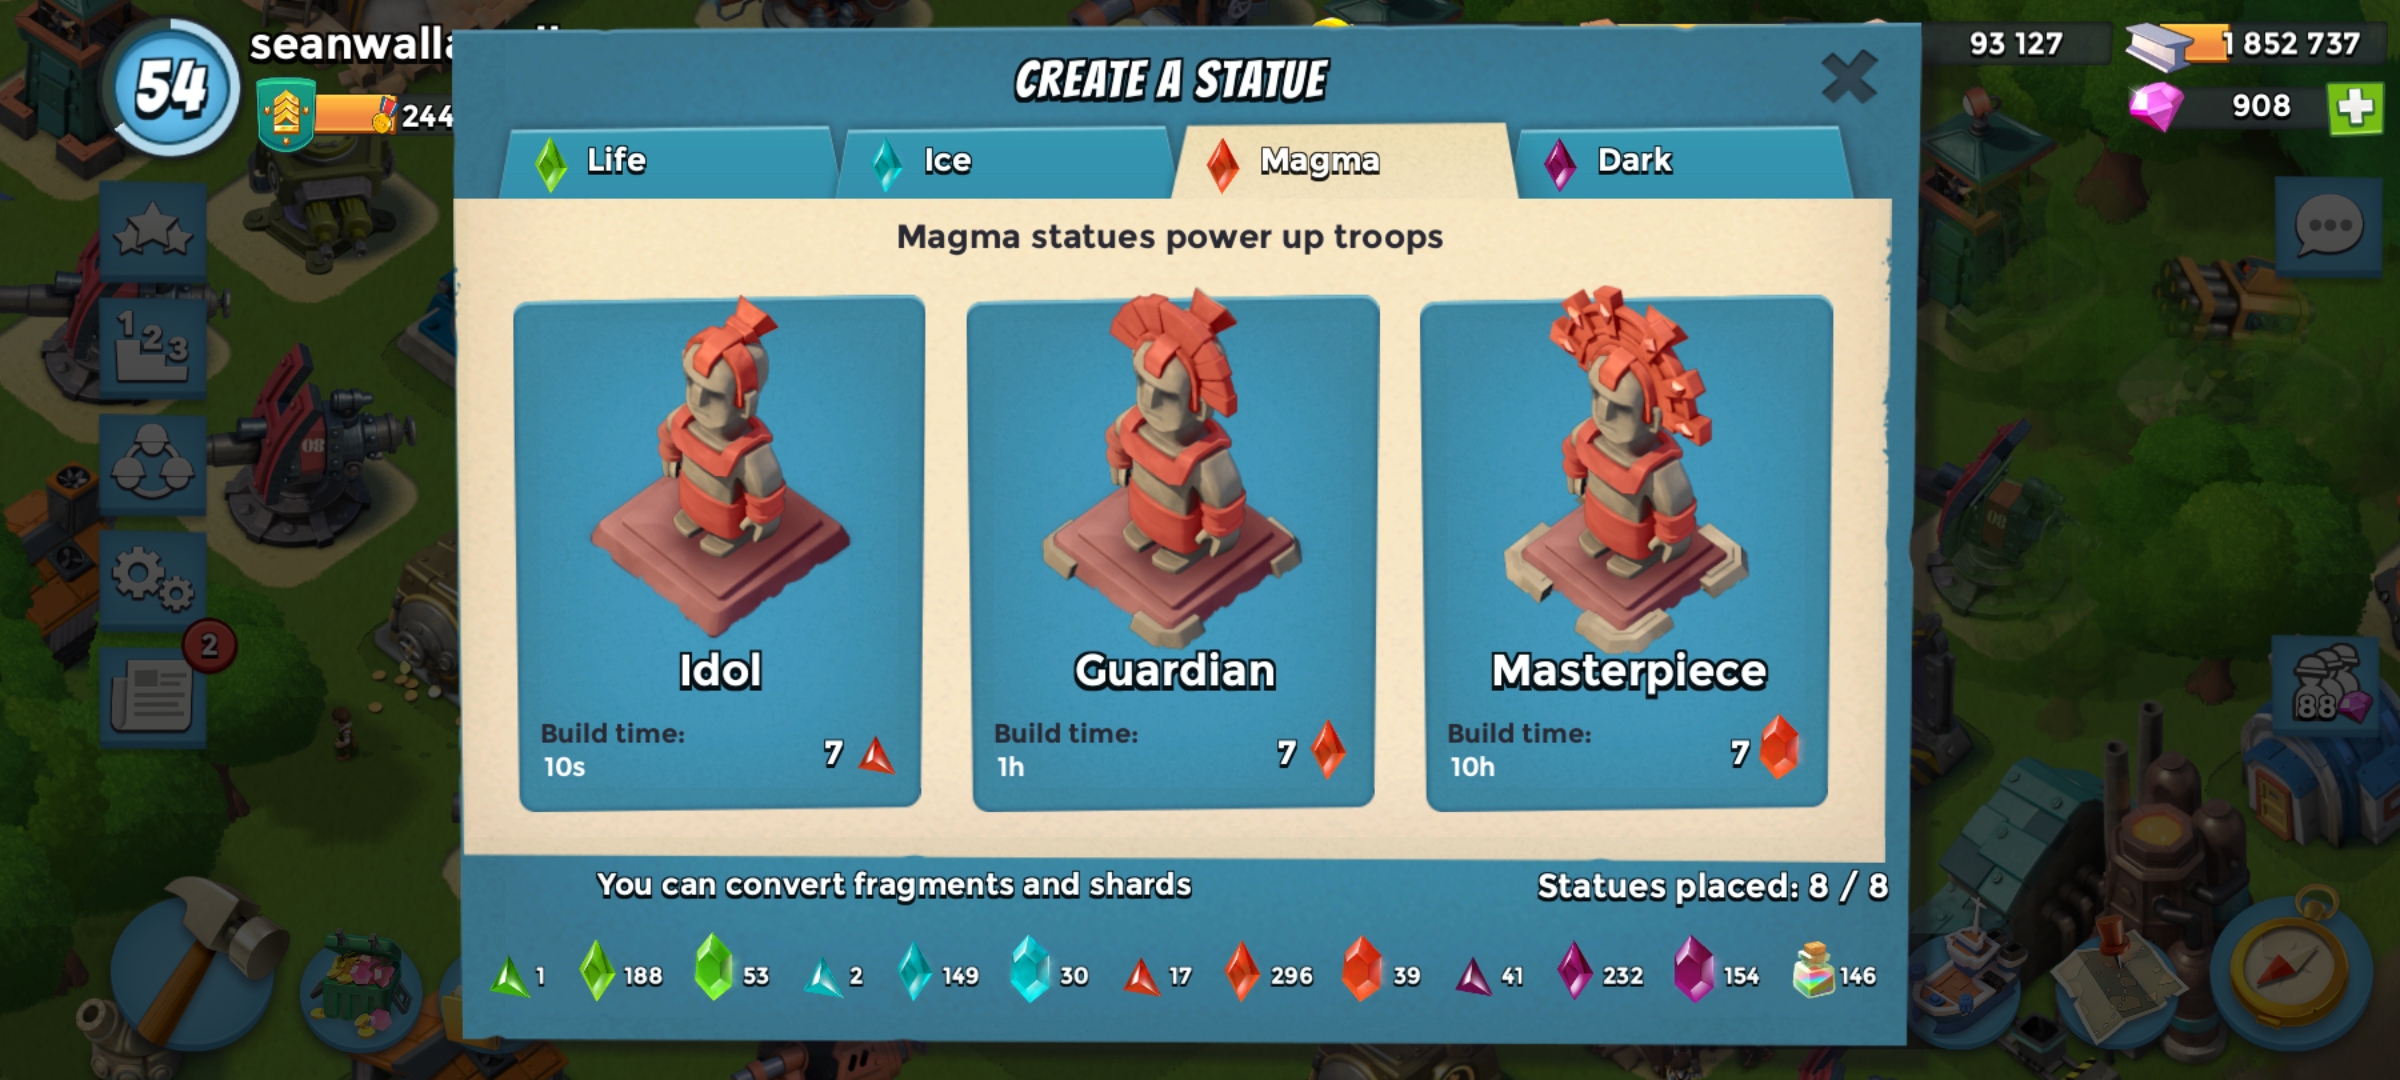 54
244
CREATE A STATUE
93 127
1 852 737
908
Life
Ice
Magma
Dark
Magma statues power up troops
1 2 3
08
2
88
Idol
Build time:
10s
7
Guardian
Build time:
1h
7
Masterpiece
Build time:
10h
7
08
You can convert fragments and shards
Statues placed: 8 / 8
1 188 53 2 149 30 17 296 39 41 232 154 146